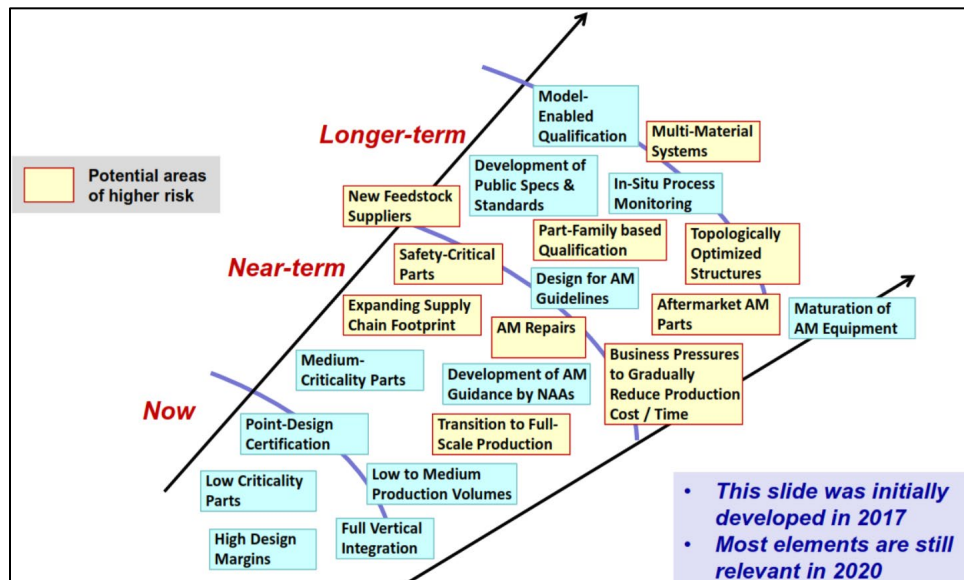 Longer-term
Near-term
Now
Potential areas
of higher risk
Model-
Enabled
Qualification
Multi-Material
Systems
Development of
Public Specs &
Standards
In-Situ Process
Monitoring
New Feedstock
Suppliers
Part-Family based
Qualification
Topologically
Optimized
Structures
Safety-Critical
Parts
Design for AM
Guidelines
Expanding Supply
Chain Footprint
Aftermarket AM
Parts
Maturation of
AM Equipment
AM Repairs
Medium-
Criticality Parts
Business Pressures
to Gradually
Reduce Production
Cost / Time
Development of AM
Guidance by NAAs
Point-Design
Certification
Transition to Full-
Scale Production
Low Criticality
Parts
Low to Medium
Production Volumes
High Design
Margins
Full Vertical
Integration
• This slide was initially
developed in 2017
• Most elements are still
relevant in 2020